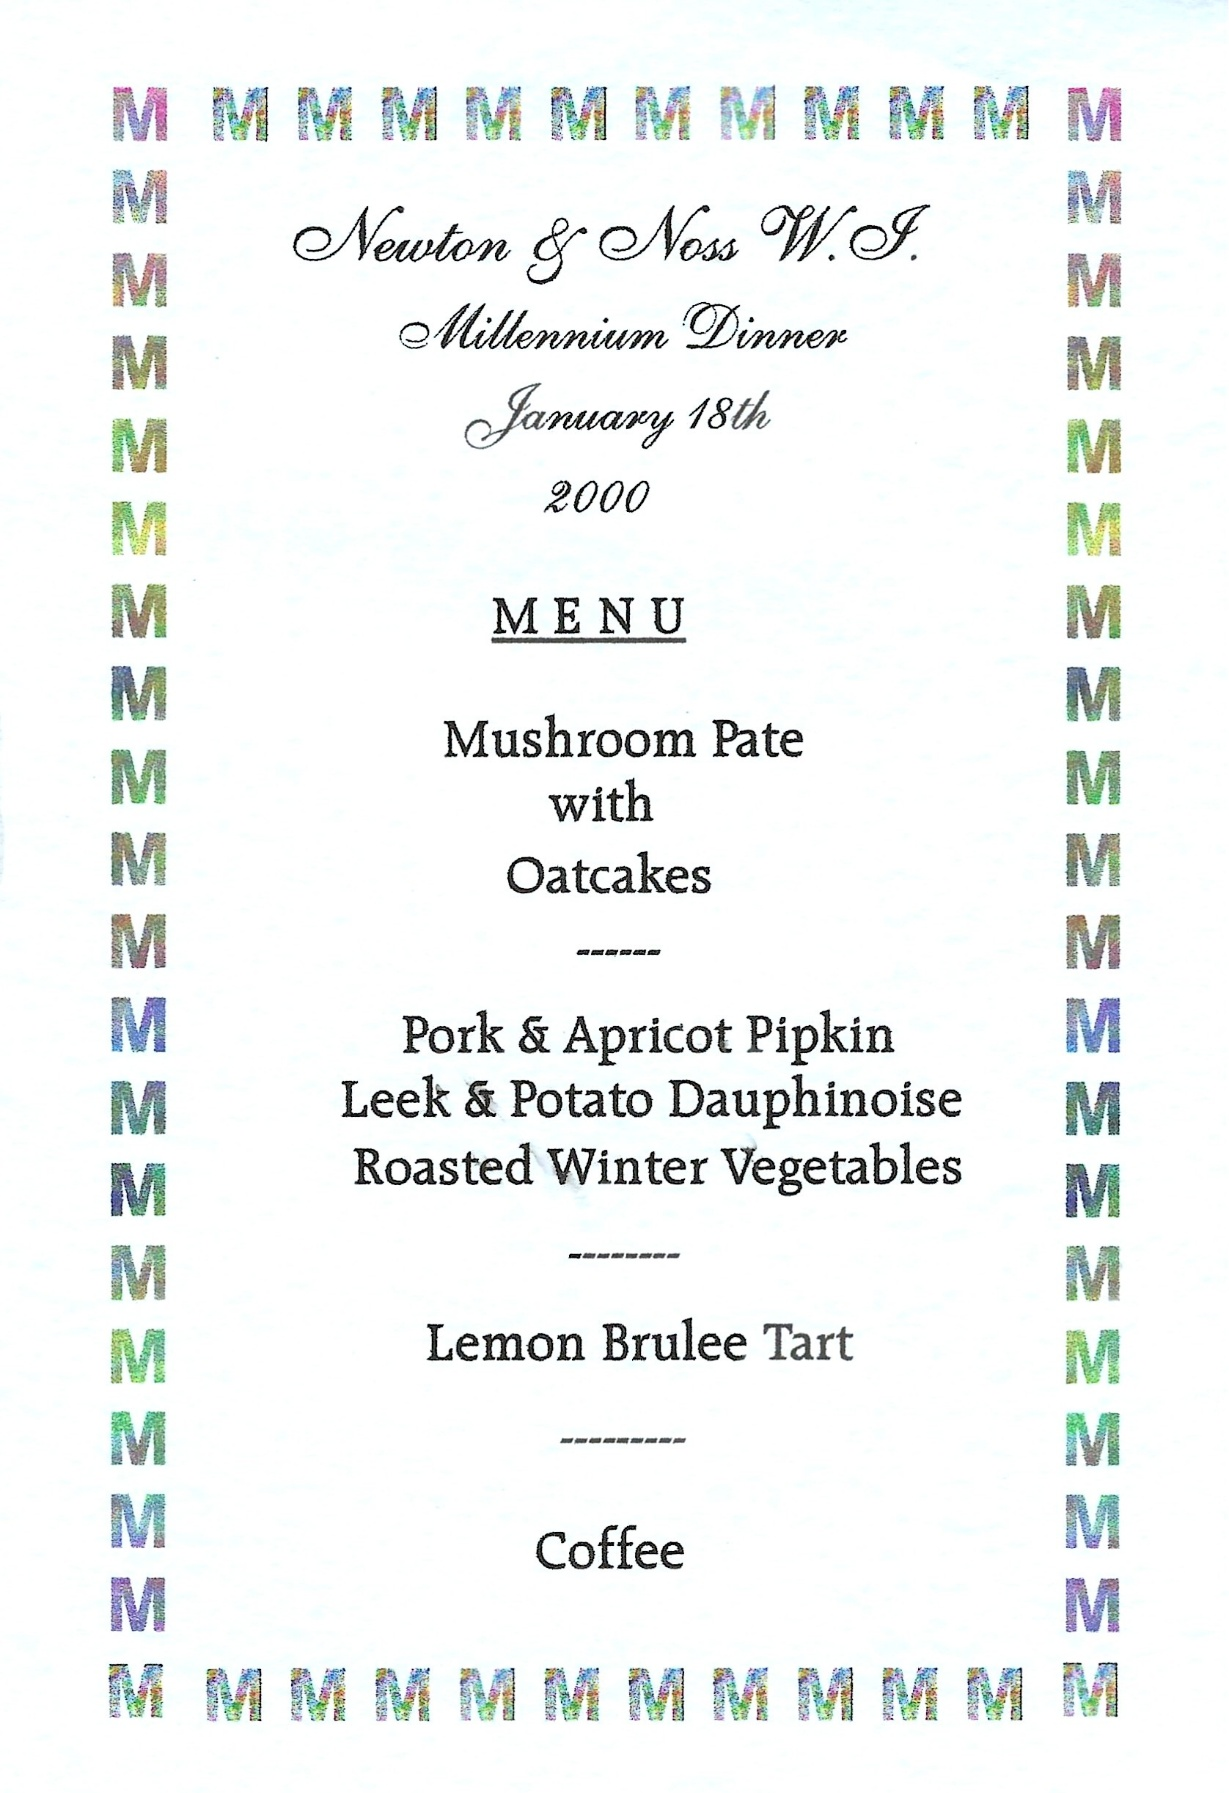 Newton & Noss W.I.
Millennium Dinner
January 18th
2000
MENU
Mushroom Pate
with
Oatcakes
------
Pork & Apricot Pipkin
Leek & Potato Dauphinoise
Roasted Winter Vegetables
--------
Lemon Brulee Tart
---------
Coffee